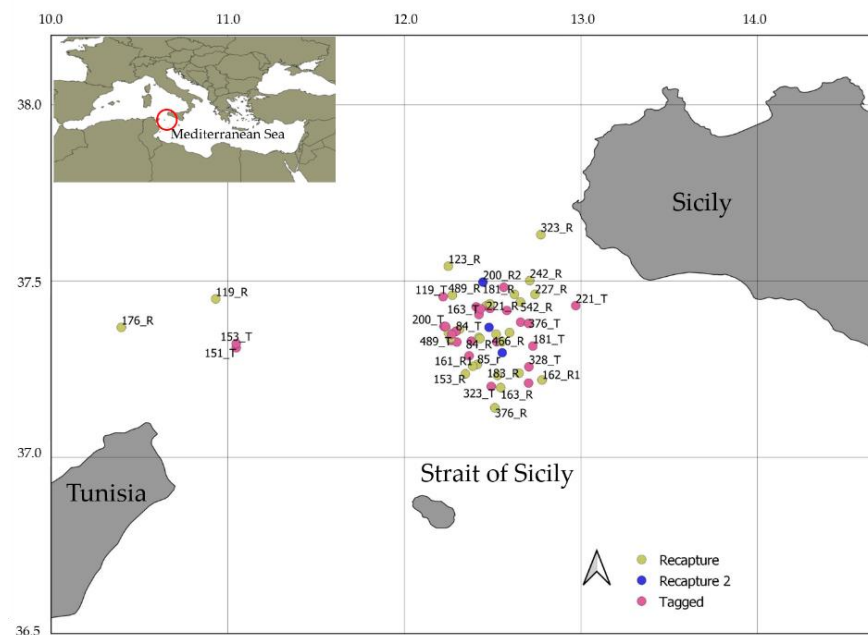 10.0 11.0 12.0 13.0 14.0
38.0
37.5
37.0
36.5
Mediterranean Sea
Sicily
323_R
123_R
200_R2 242_R
119_R
119_T 489_R 181_R 227_R
221_T
163_T 221_R 542_R
176_R
200_T 84_T 376_T
153_T
151_T
489_T 84_R 466_R 181_T
161_R1 85_r 328_T
153_R 183_R 162_R1
323_T 163_R
376_R
Tunisia
Strait of Sicily
Recapture
Recapture 2
Tagged